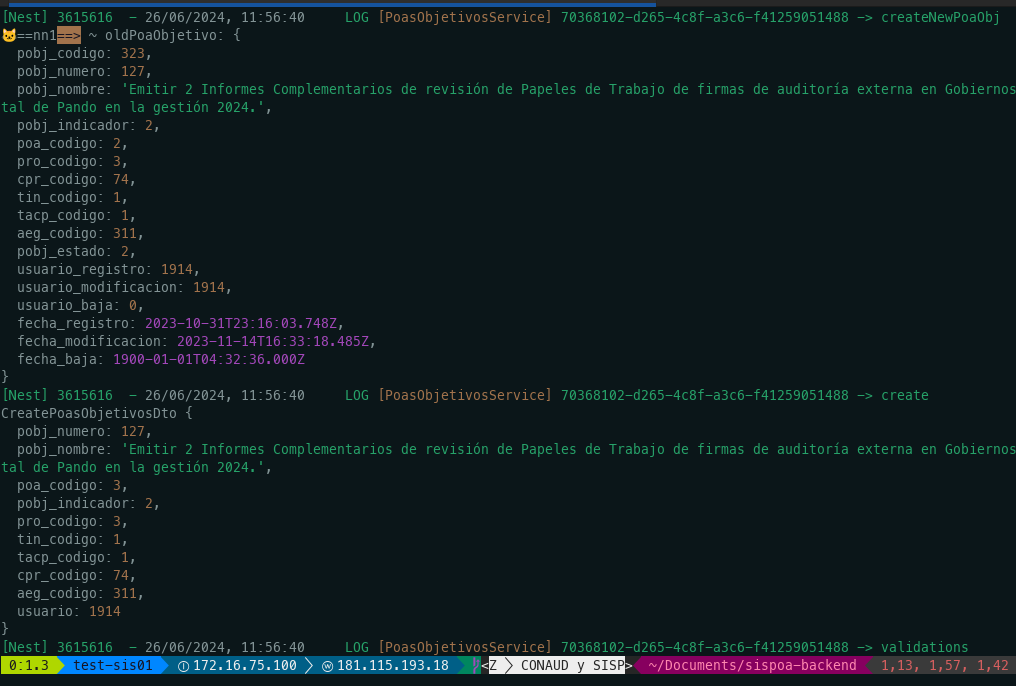 [Nest] 3615616  - 26/06/2024, 11:56:40     LOG [PoasObjetivosService] 70368102-d265-4c8f-a3c6-f41259051488 -> createNewPoaObj
🐱==nn1==> ~ oldPoaObjetivo: {
  pobj_codigo: 323,
  pobj_numero: 127,
  pobj_nombre: 'Emitir 2 Informes Complementarios de revisión de Papeles de Trabajo de firmas de auditoría externa en Gobiernos
tal de Pando en la gestión 2024.',
  pobj_indicador: 2,
  poa_codigo: 2,
  pro_codigo: 3,
  cpr_codigo: 74,
  tin_codigo: 1,
  tacp_codigo: 1,
  aeg_codigo: 311,
  pobj_estado: 2,
  usuario_registro: 1914,
  usuario_modificacion: 1914,
  usuario_baja: 0,
  fecha_registro: 2023-10-31T23:16:03.748Z,
  fecha_modificacion: 2023-11-14T16:33:18.485Z,
  fecha_baja: 1900-01-01T04:32:36.000Z
}
[Nest] 3615616  - 26/06/2024, 11:56:40     LOG [PoasObjetivosService] 70368102-d265-4c8f-a3c6-f41259051488 -> create
CreatePoasObjetivosDto {
  pobj_numero: 127,
  pobj_nombre: 'Emitir 2 Informes Complementarios de revisión de Papeles de Trabajo de firmas de auditoría externa en Gobiernos
tal de Pando en la gestión 2024.',
  poa_codigo: 3,
  pobj_indicador: 2,
  pro_codigo: 3,
  tin_codigo: 1,
  tacp_codigo: 1,
  cpr_codigo: 74,
  aeg_codigo: 311,
  usuario: 1914
}
[Nest] 3615616  - 26/06/2024, 11:56:40     LOG [PoasObjetivosService] 70368102-d265-4c8f-a3c6-f41259051488 -> validations
0:1.3 test-sis01 ⓘ 172.16.75.100 ⓦ 181.115.193.18 <Z CONAUD y SISP> ~/Documents/sispoa-backend 1,13, 1,57, 1,42